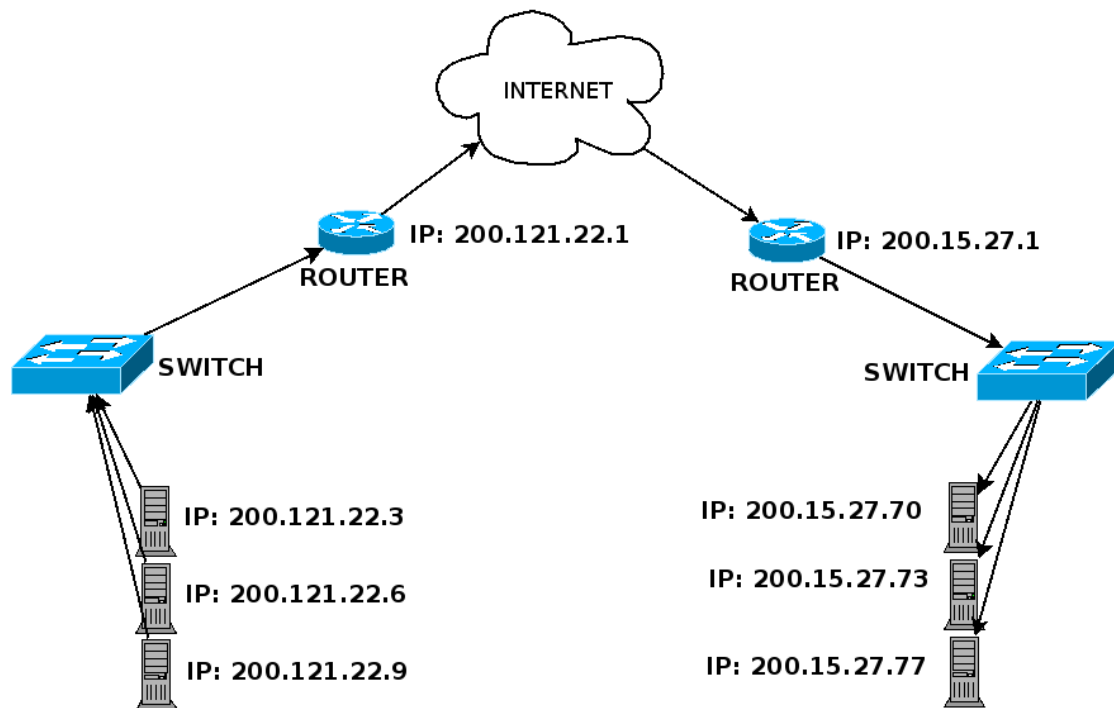 INTERNET
IP: 200.121.22.1
ROUTER
IP: 200.15.27.1
ROUTER
SWITCH
SWITCH
IP: 200.121.22.3
IP: 200.121.22.6
IP: 200.121.22.9
IP: 200.15.27.70
IP: 200.15.27.73
IP: 200.15.27.77